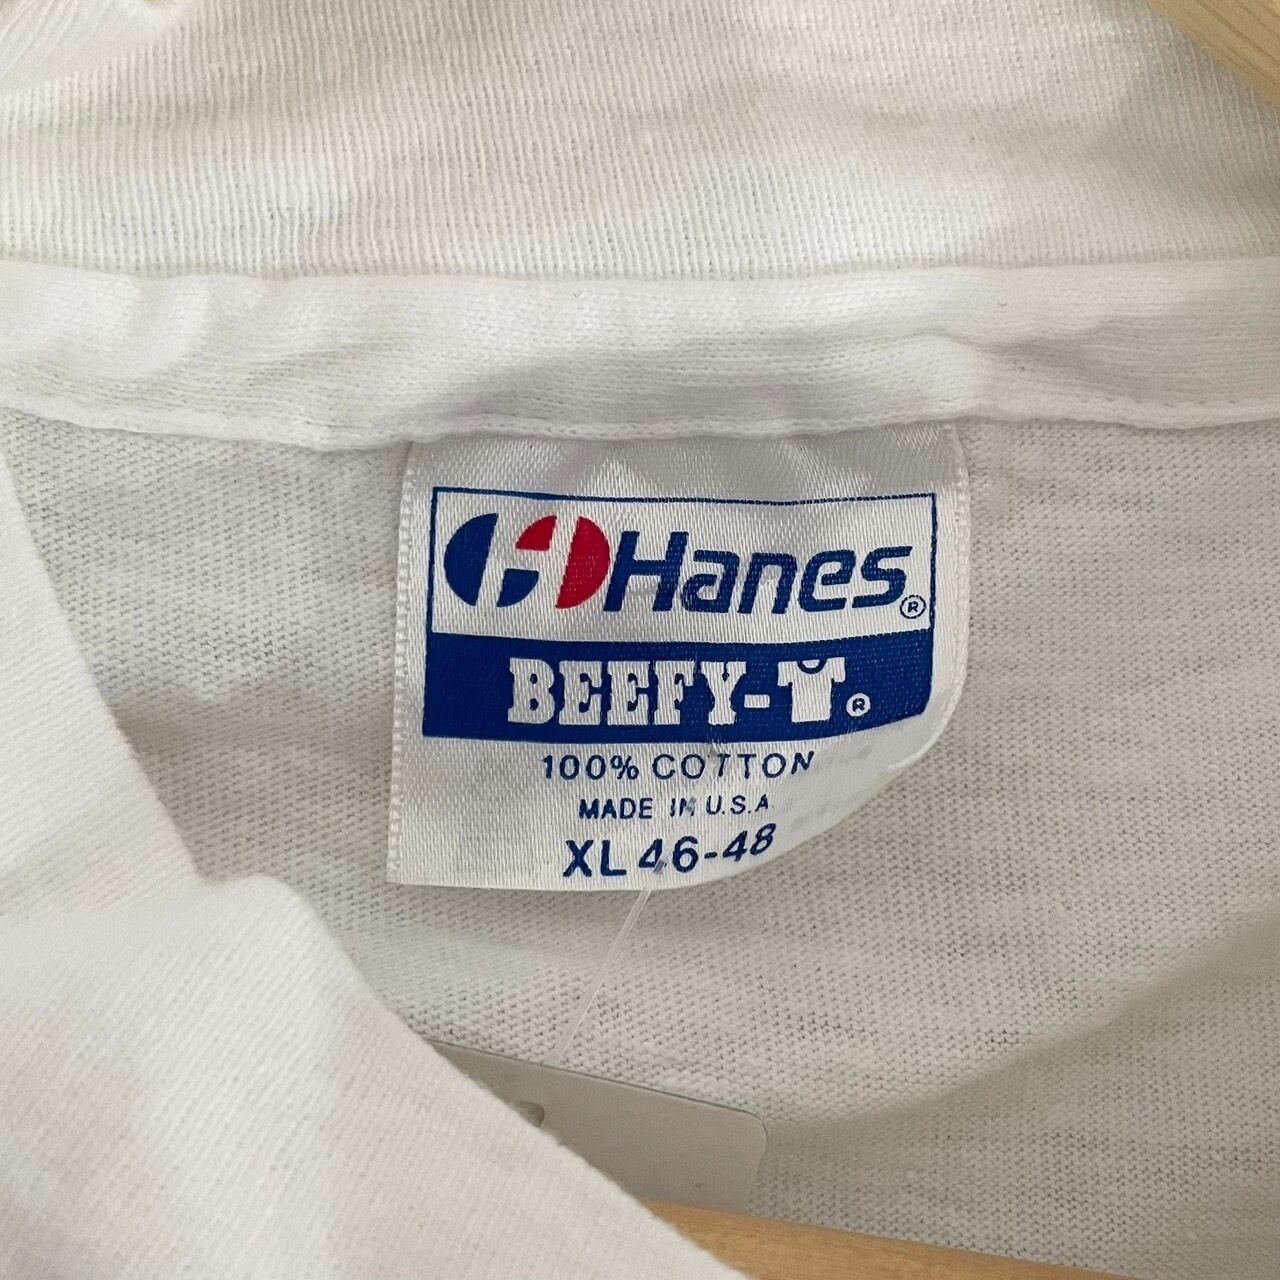 Hanes®
BEEFY-T®
100% COTTON
MADE IN U.S.A.
XL 46-48